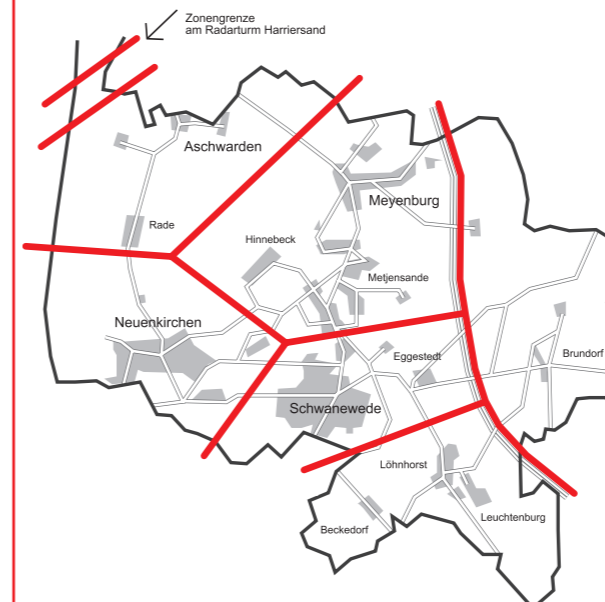 Zonengrenze
am Radarturm Harriersand
Aschwarden
Meyenburg
Rade
Hinnebeck
Metjensande
Neuenkirchen
Eggestedt
Brundorf
Schwanewede
Löhnhorst
Leuchtenburg
Beckedorf